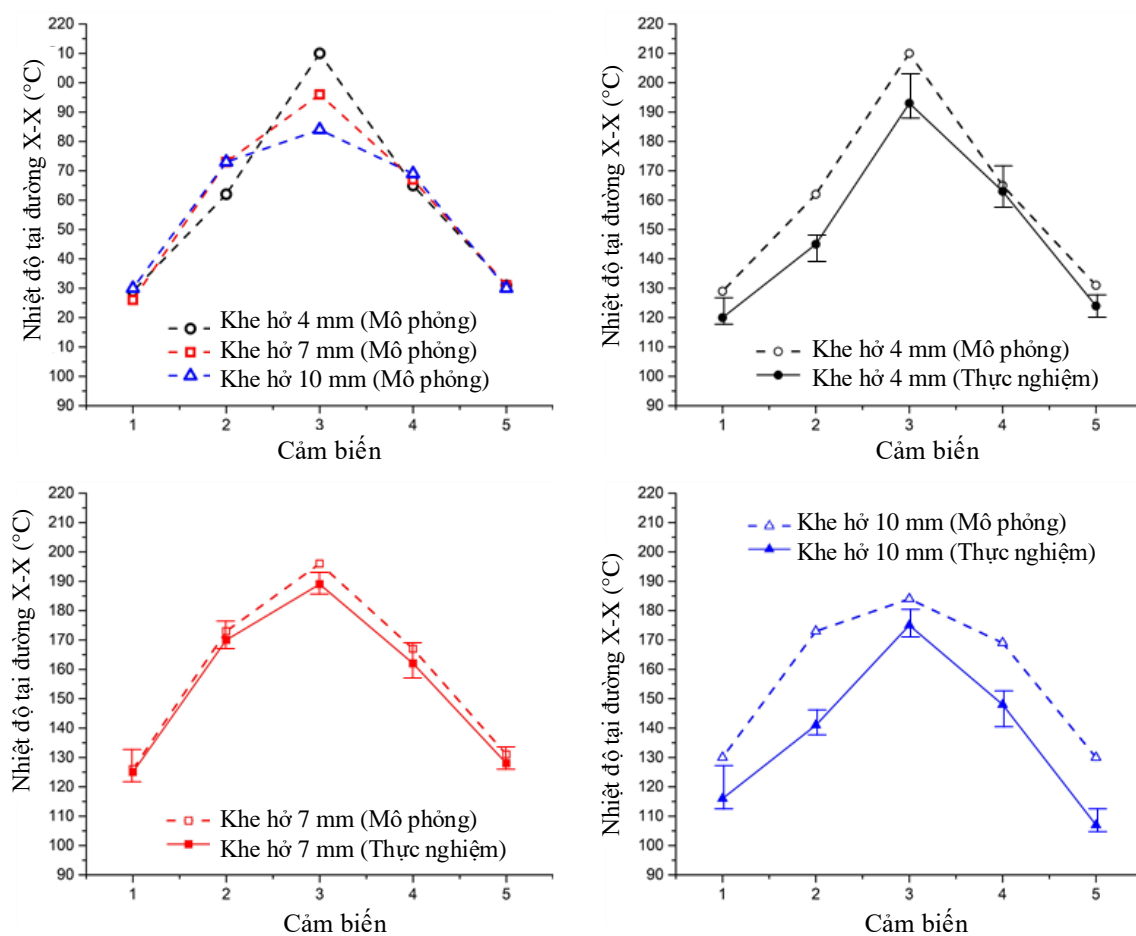 Nhiệt độ tại đường X-X (°C)
220
10
00
90
80
70
60
50
40
30
20
10
100
90
Khe hở 4 mm (Mô phỏng)
Khe hở 7 mm (Mô phỏng)
Khe hở 10 mm (Mô phỏng)
1 2 3 4 5
Cảm biến
Nhiệt độ tại đường X-X (°C)
220
210
200
190
180
170
160
150
140
130
120
110
100
90
Khe hở 4 mm (Mô phỏng)
Khe hở 4 mm (Thực nghiệm)
1 2 3 4 5
Cảm biến
Nhiệt độ tại đường X-X (°C)
220
210
200
190
180
170
160
150
140
130
120
110
100
90
Khe hở 7 mm (Mô phỏng)
Khe hở 7 mm (Thực nghiệm)
1 2 3 4 5
Cảm biến
Nhiệt độ tại đường X-X (°C)
220
210
200
190
180
170
160
150
140
130
120
110
100
90
Khe hở 10 mm (Mô phỏng)
Khe hở 10 mm (Thực nghiệm)
1 2 3 4 5
Cảm biến